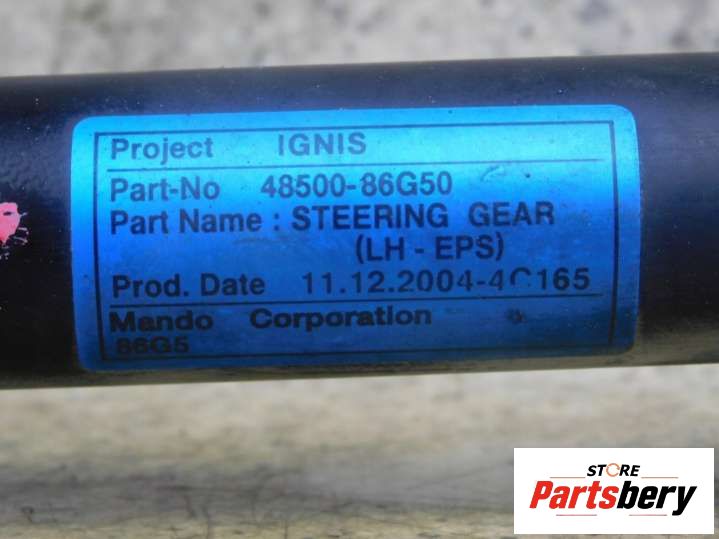 Project IGNIS
Part-No 48500-86G50
Part Name : STEERING GEAR
(LH - EPS)
Prod. Date 11.12.2004-4C165
Mando Corporation
86G5
STORE
Partsbery